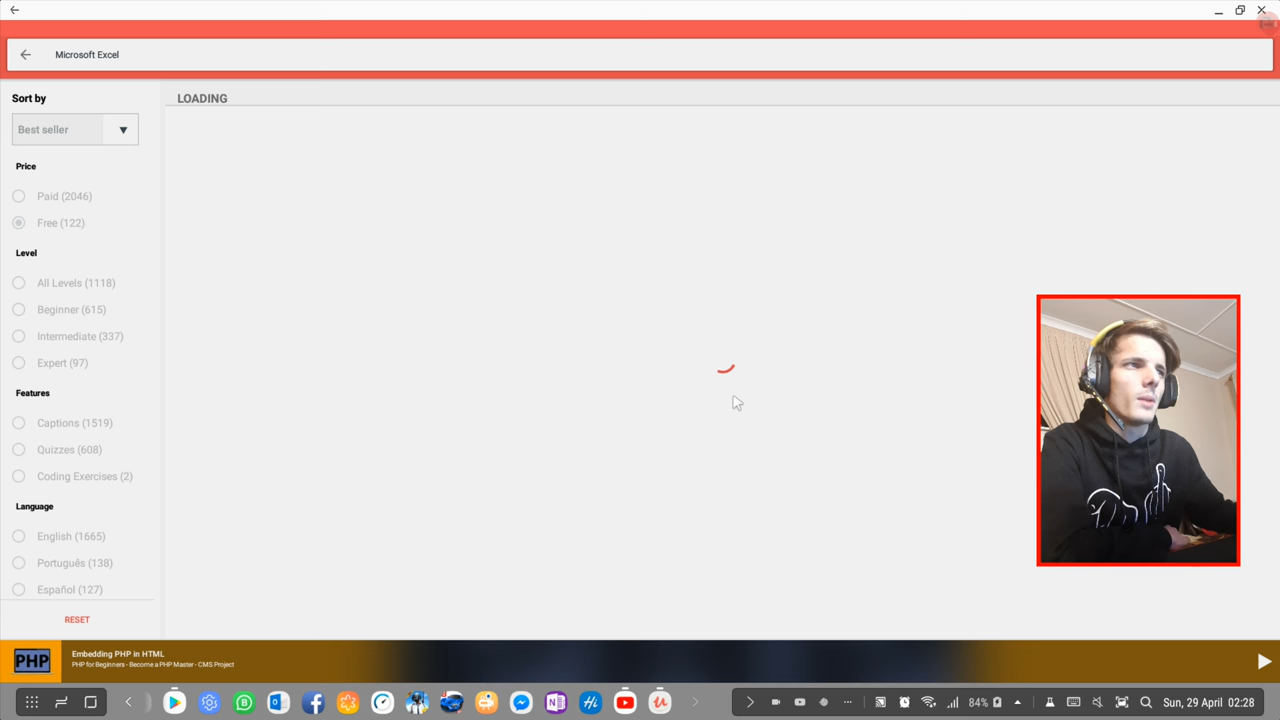 Microsoft Excel
Sort by
LOADING
Best seller
Price
Paid (2046)
Free (122)
Level
All Levels (1118)
Beginner (615)
Intermediate (337)
Expert (97)
Features
Captions (1519)
Quizzes (608)
Coding Exercises (2)
Language
English (1665)
Português (138)
Español (127)
RESET
PHP
Embedding PHP in HTML
PHP for Beginners - Become a PHP Master - CMS Project
84% Sun, 29 April 02:28